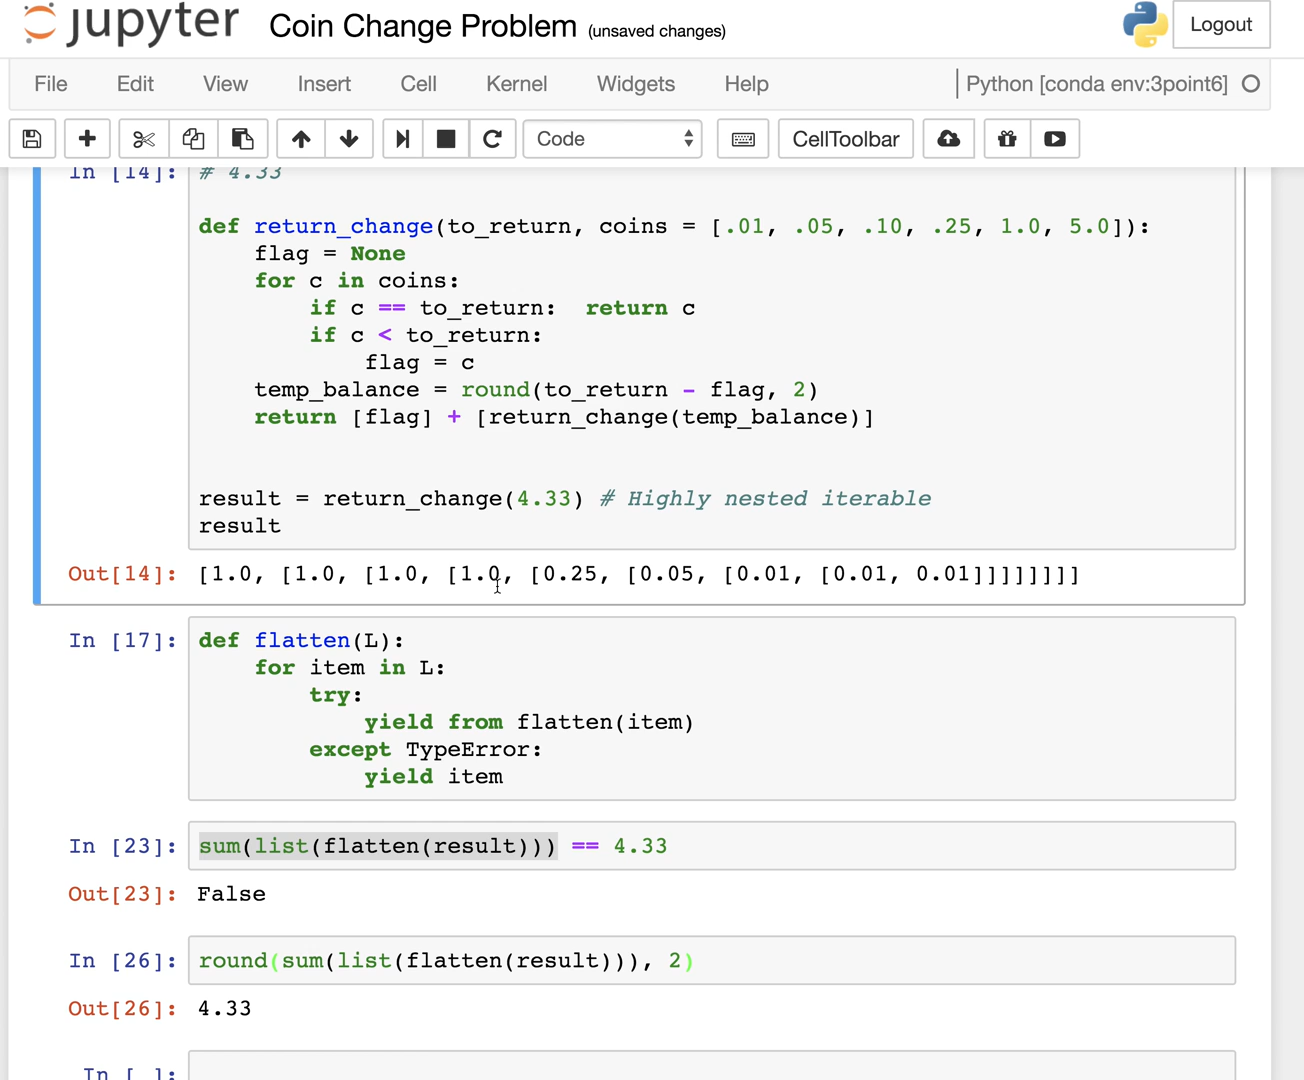 jupyter Coin Change Problem (unsaved changes) Logout
File Edit View Insert Cell Kernel Widgets Help Python [conda env:3point6]
Code CellToolbar
In [14]: # 4.33
def return_change(to_return, coins = [.01, .05, .10, .25, 1.0, 5.0]):
    flag = None
    for c in coins:
        if c == to_return:  return c
        if c < to_return:
            flag = c
    temp_balance = round(to_return - flag, 2)
    return [flag] + [return_change(temp_balance)]
result = return_change(4.33) # Highly nested iterable
result
Out[14]: [1.0, [1.0, [1.0, [1.0, [0.25, [0.05, [0.01, [0.01, 0.01]]]]]]]]
In [17]: def flatten(L):
    for item in L:
        try:
            yield from flatten(item)
        except TypeError:
            yield item
In [23]: sum(list(flatten(result))) == 4.33
Out[23]: False
In [26]: round(sum(list(flatten(result))), 2)
Out[26]: 4.33
In [ ]: